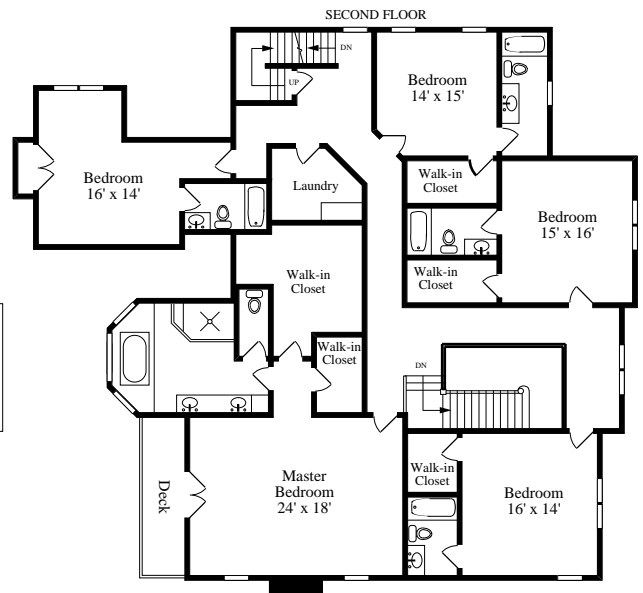 SECOND FLOOR
DN
UP
Bedroom
14' x 15'
Bedroom
16' x 14'
Laundry
Walk-in
Closet
Bedroom
15' x 16'
Walk-in
Closet
Walk-in
Closet
Walk-in
Closet
DN
Master
Bedroom
24' x 18'
Deck
Walk-in
Closet
Bedroom
16' x 14'